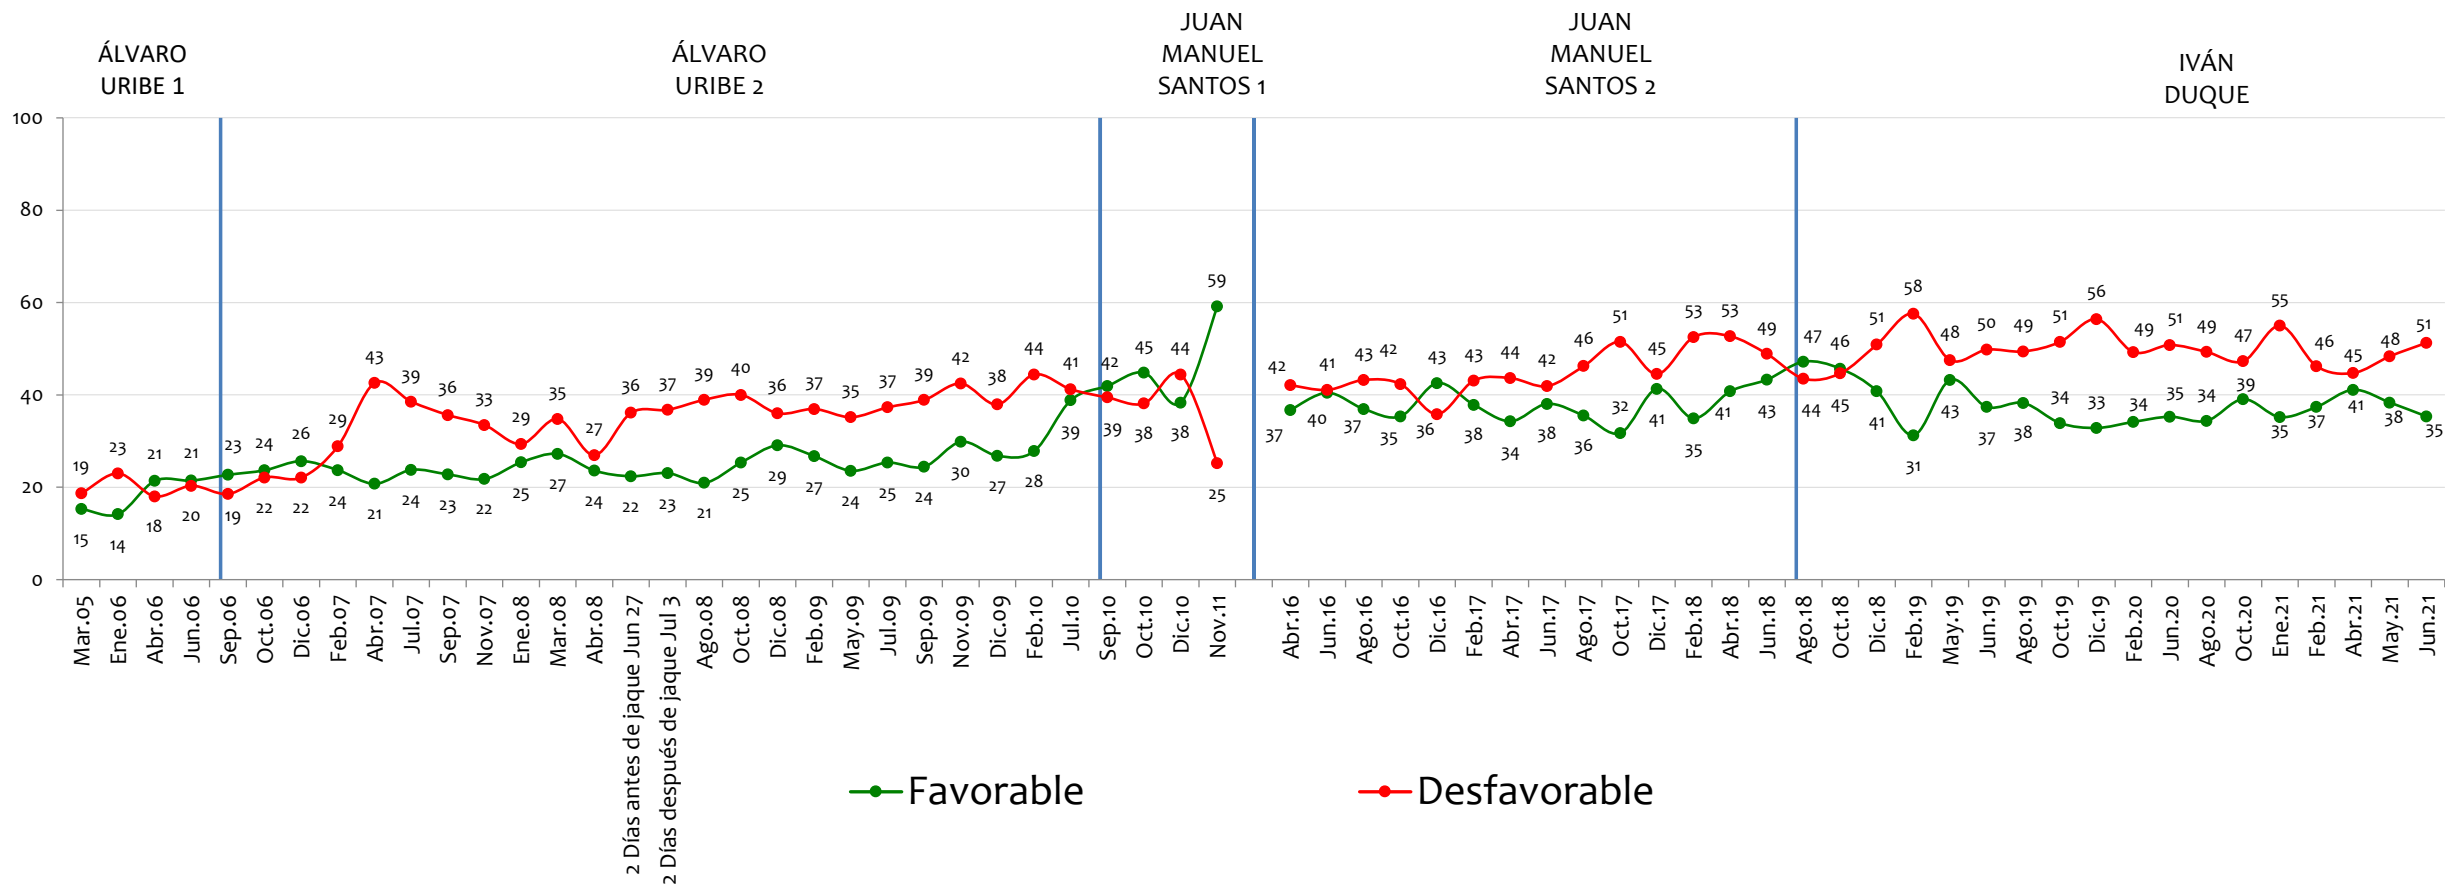 ÁLVARO
URIBE 1
ÁLVARO
URIBE 2
JUAN
MANUEL
SANTOS 1
JUAN
MANUEL
SANTOS 2
IVÁN
DUQUE
100
80
60
40
20
0
19 23 21 21 23 24 26 29 43 39 36 33 29 35 27 36 37 39 40 36 37 35 37 39 42 38 44 41 42 45 44 59
15 14 18 20 19 22 22 24 21 24 23 22 25 27 24 22 23 21 25 29 27 24 25 24 30 27 28 39 39 38 38 25
42 41 43 42 43 43 44 42 46 51 45 53 53 49 47 46 51 58 48 50 49 51 56 49 51 49 47 55 46 45 48 51
37 40 37 35 36 38 34 38 36 32 41 35 41 43 44 45 41 31 43 37 38 34 33 34 35 34 39 35 37 41 38 35
Mar.05
Ene.06
Abr.06
Jun.06
Sep.06
Oct.06
Dic.06
Feb.07
Abr.07
Jul.07
Sep.07
Nov.07
Ene.08
Mar.08
Abr.08
2 Días antes de jaque Jun 27
2 Días después de jaque Jul 3
Ago.08
Oct.08
Dic.08
Feb.09
May.09
Jul.09
Sep.09
Nov.09
Dic.09
Feb.10
Jul.10
Sep.10
Oct.10
Dic.10
Nov.11
Abr.16
Jun.16
Ago.16
Oct.16
Dic.16
Feb.17
Abr.17
Jun.17
Ago.17
Oct.17
Dic.17
Feb.18
Abr.18
Jun.18
Ago.18
Oct.18
Dic.18
Feb.19
May.19
Jun.19
Ago.19
Oct.19
Dic.19
Feb.20
Jun.20
Ago.20
Oct.20
Ene.21
Feb.21
Abr.21
May.21
Jun.21
Favorable
Desfavorable